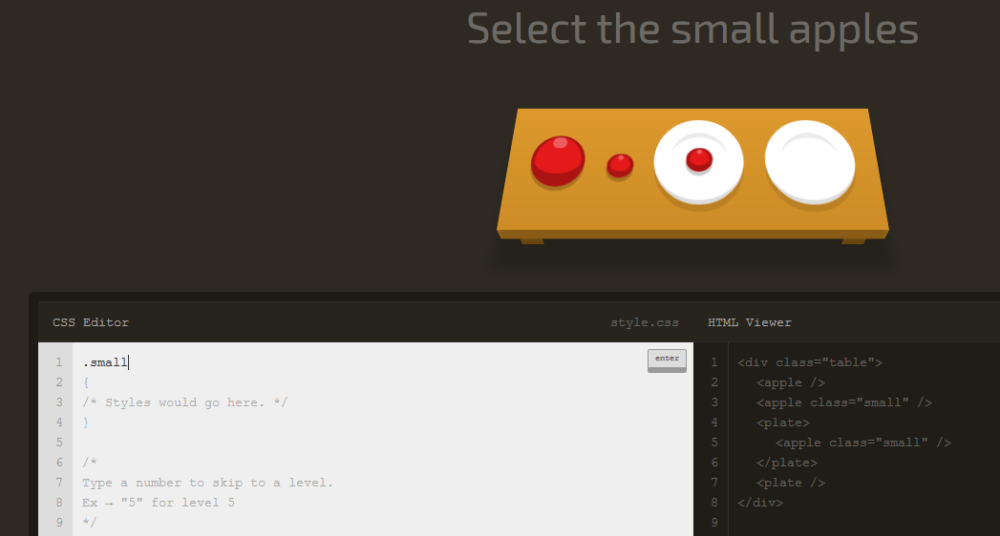 Select the small apples
CSS Editor
style.css
HTML Viewer
1 .small
enter
2 {
3 /* Styles would go here. */
4 }
5
6 /*
7 Type a number to skip to a level.
8 Ex → "5" for level 5
9 */
1 <div class="table">
2 <apple />
3 <apple class="small" />
4 <plate>
5 <apple class="small" />
6 </plate>
7 <plate />
8 </div>
9